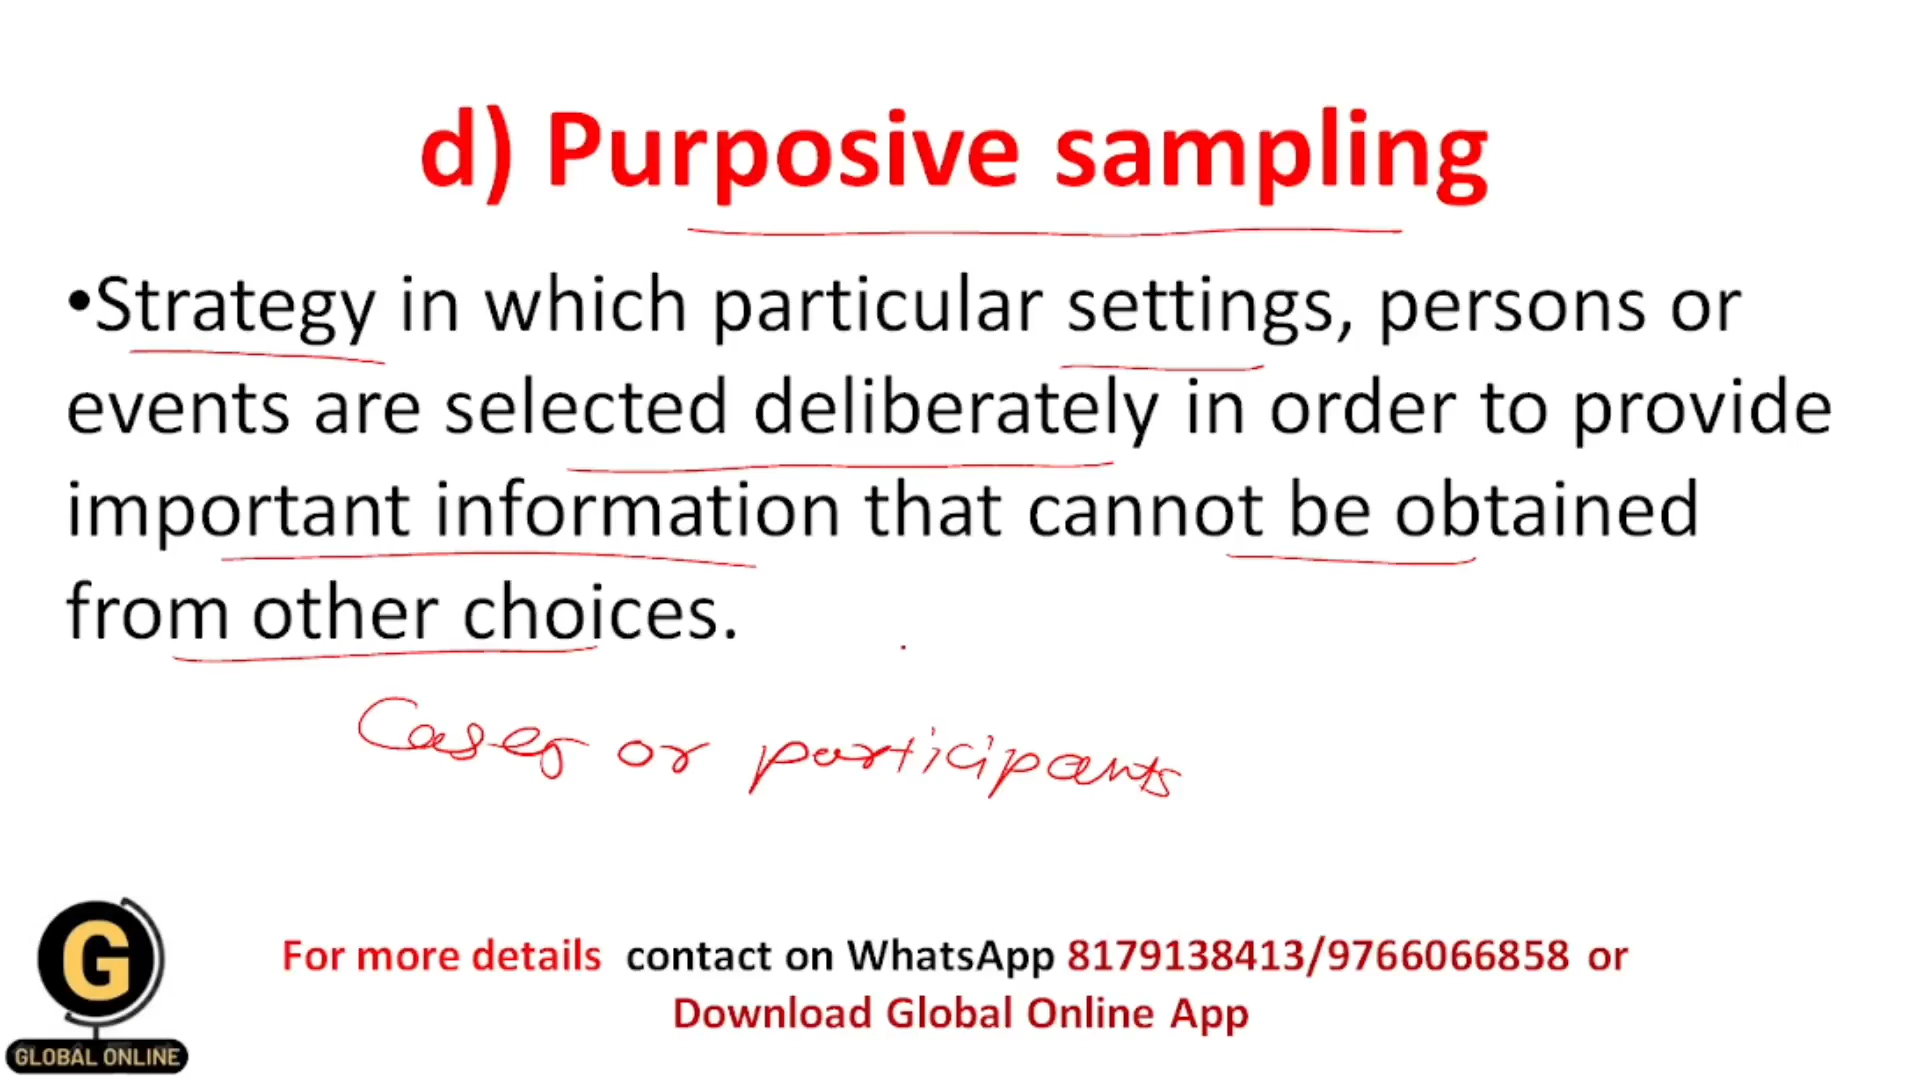 d) Purposive sampling
•Strategy in which particular settings, persons or
events are selected deliberately in order to provide
important information that cannot be obtained
from other choices.
Cases or participants
For more details contact on WhatsApp 8179138413/9766066858 or
Download Global Online App
G
GLOBAL ONLINE